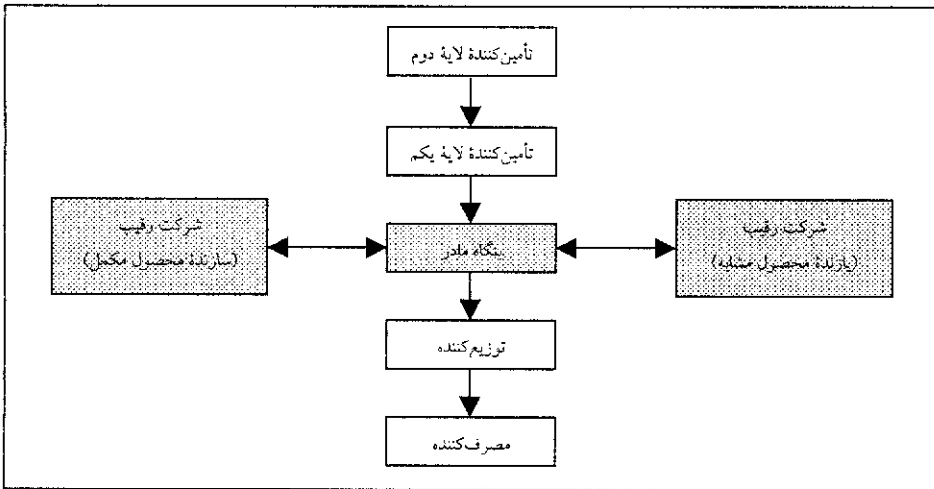 تأمین‌کنندهٔ لایهٔ دوم
تأمین‌کنندهٔ لایهٔ یکم
شرکت رقیب
(یازندهٔ محصول مشابه)
بنگاه مادر
شرکت رقیب
(سازندهٔ محصول مکمل)
توزیع‌کننده
مصرف‌کننده